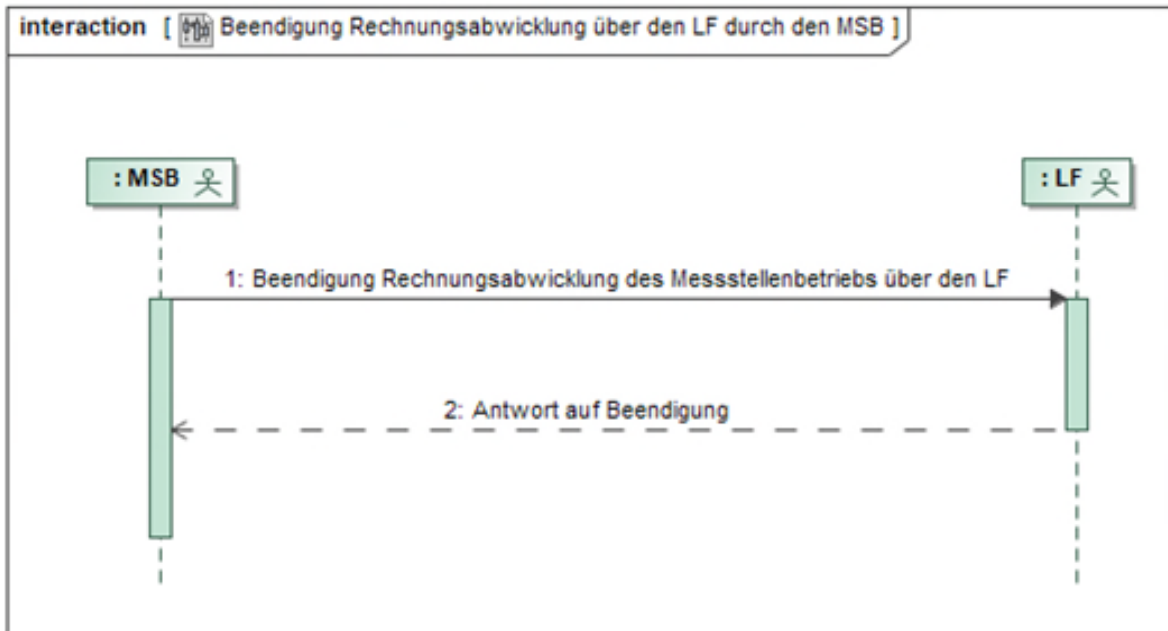 interaction [ Beendigung Rechnungsabwicklung über den LF durch den MSB ]
: MSB
: LF
1: Beendigung Rechnungsabwicklung des Messstellenbetriebs über den LF
2: Antwort auf Beendigung